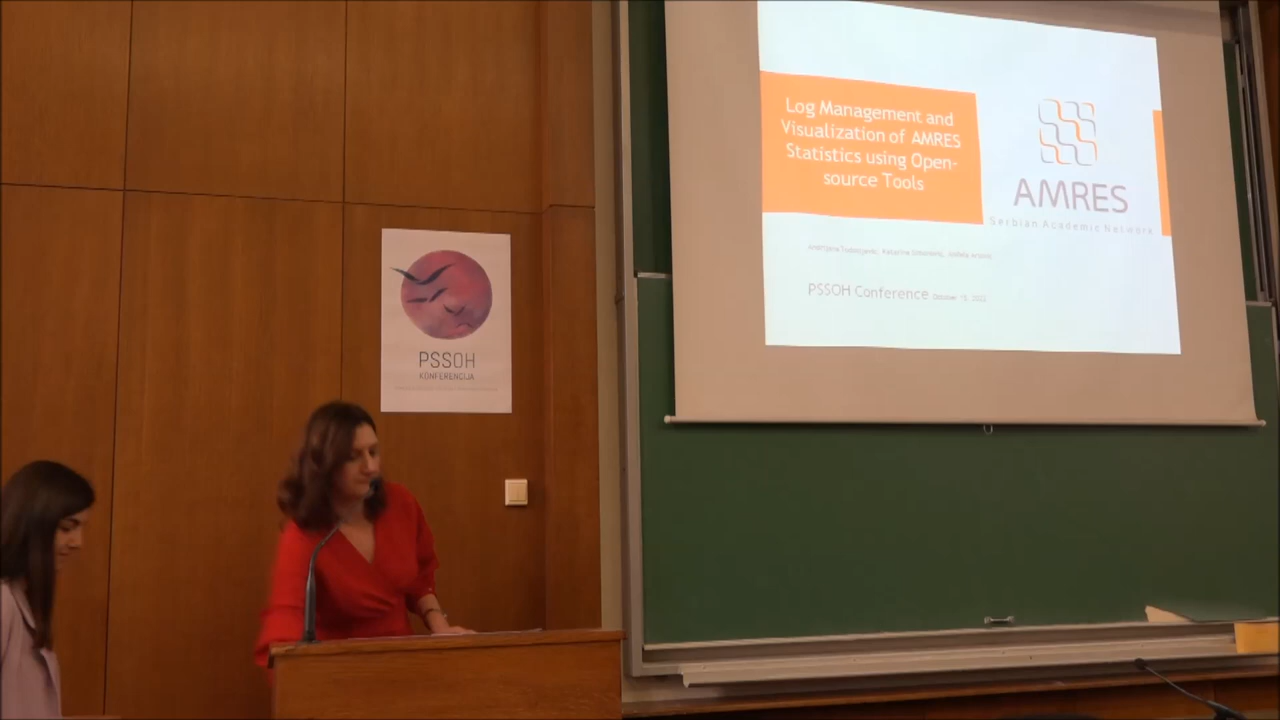 Log Management and
Visualization of AMRES
Statistics using Open-
source Tools
AMRES
Serbian Academic Network
PSSOH Conference October
PSSOH
KONFERENCIJA